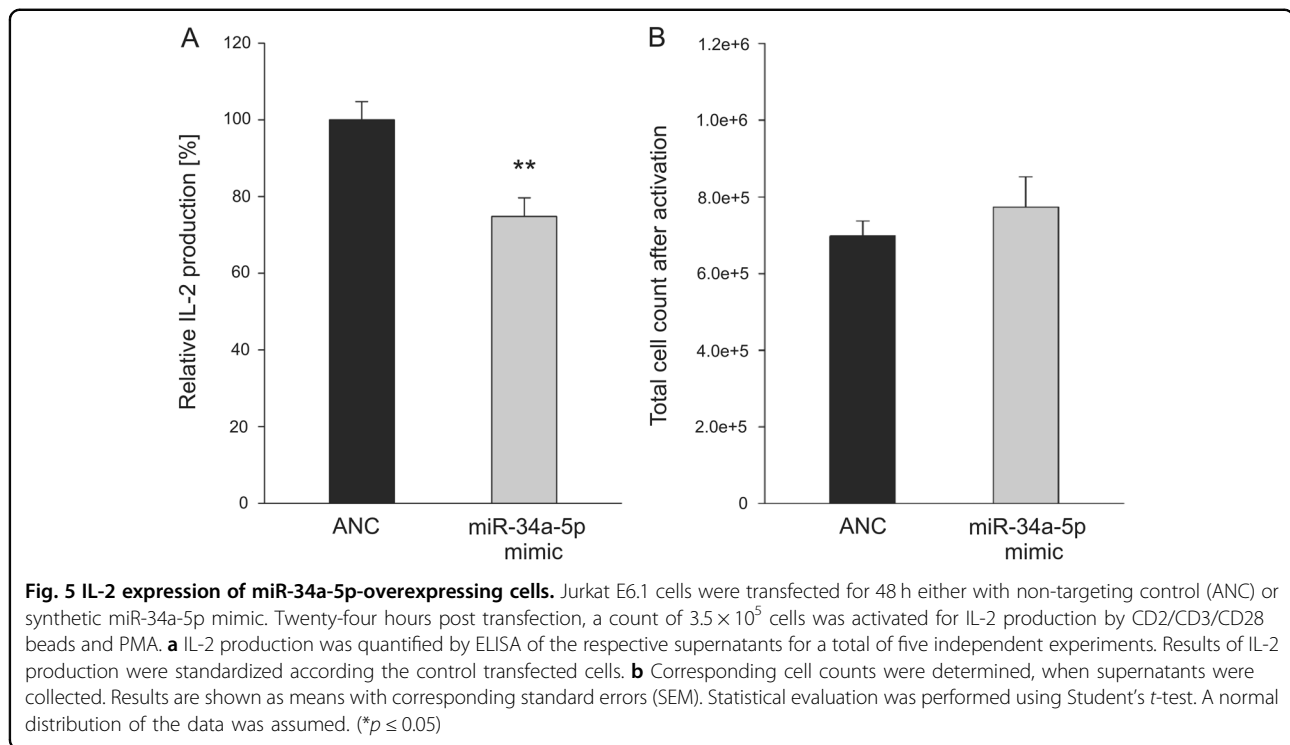 A
B
120
100
80
60
40
20
0
Relative IL-2 production [%]
**
ANC
miR-34a-5p
mimic
1.2e+6
1.0e+6
8.0e+5
6.0e+5
4.0e+5
2.0e+5
0
Total cell count after activation
ANC
miR-34a-5p
mimic
Fig. 5 IL-2 expression of miR-34a-5p-overexpressing cells. Jurkat E6.1 cells were transfected for 48 h either with non-targeting control (ANC) or
synthetic miR-34a-5p mimic. Twenty-four hours post transfection, a count of 3.5 × 10⁵ cells was activated for IL-2 production by CD2/CD3/CD28
beads and PMA. a IL-2 production was quantified by ELISA of the respective supernatants for a total of five independent experiments. Results of IL-2
production were standardized according the control transfected cells. b Corresponding cell counts were determined, when supernatants were
collected. Results are shown as means with corresponding standard errors (SEM). Statistical evaluation was performed using Student's t-test. A normal
distribution of the data was assumed. (*p ≤ 0.05)